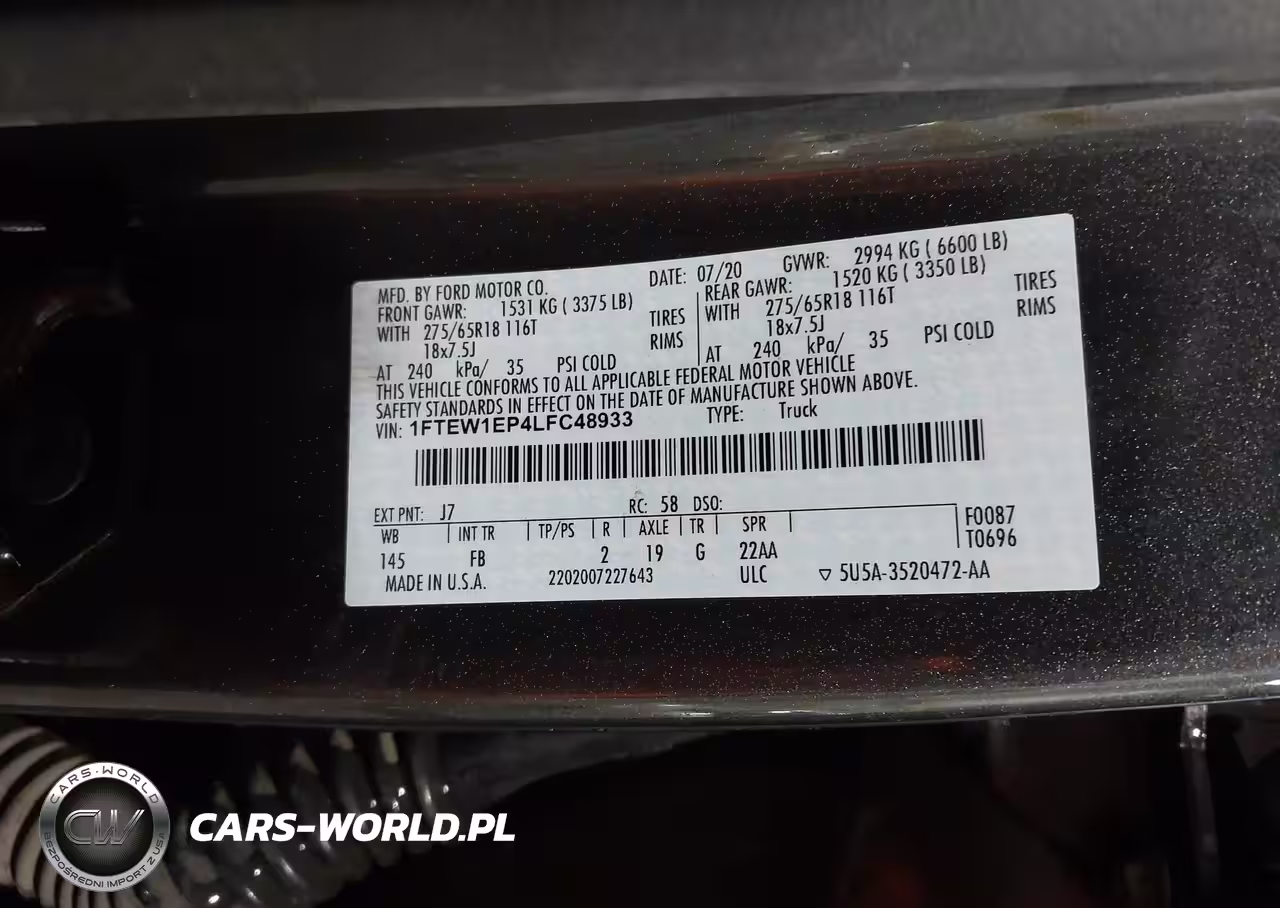 MFD. BY FORD MOTOR CO. DATE: 07/20 GVWR: 2994 KG ( 6600 LB)
FRONT GAWR: 1531 KG ( 3375 LB) REAR GAWR: 1520 KG ( 3350 LB)
WITH 275/65R18 116T TIRES WITH 275/65R18 116T TIRES
18x7.5J RIMS 18x7.5J RIMS
AT 240 kPa/ 35 PSI COLD AT 240 kPa/ 35 PSI COLD
THIS VEHICLE CONFORMS TO ALL APPLICABLE FEDERAL MOTOR VEHICLE
SAFETY STANDARDS IN EFFECT ON THE DATE OF MANUFACTURE SHOWN ABOVE.
VIN: 1FTEW1EP4LFC48933 TYPE: Truck
EXT PNT: J7 RC: 58 DSO:
WB INT TR TP/PS R AXLE TR SPR F0087
145 FB 2 19 G 22AA T0696
MADE IN U.S.A. 2202007227643 ULC ▽ 5U5A-3520472-AA
CARS-WORLD
CW
BEZPOŚREDNI IMPORT Z USA
CARS-WORLD.PL